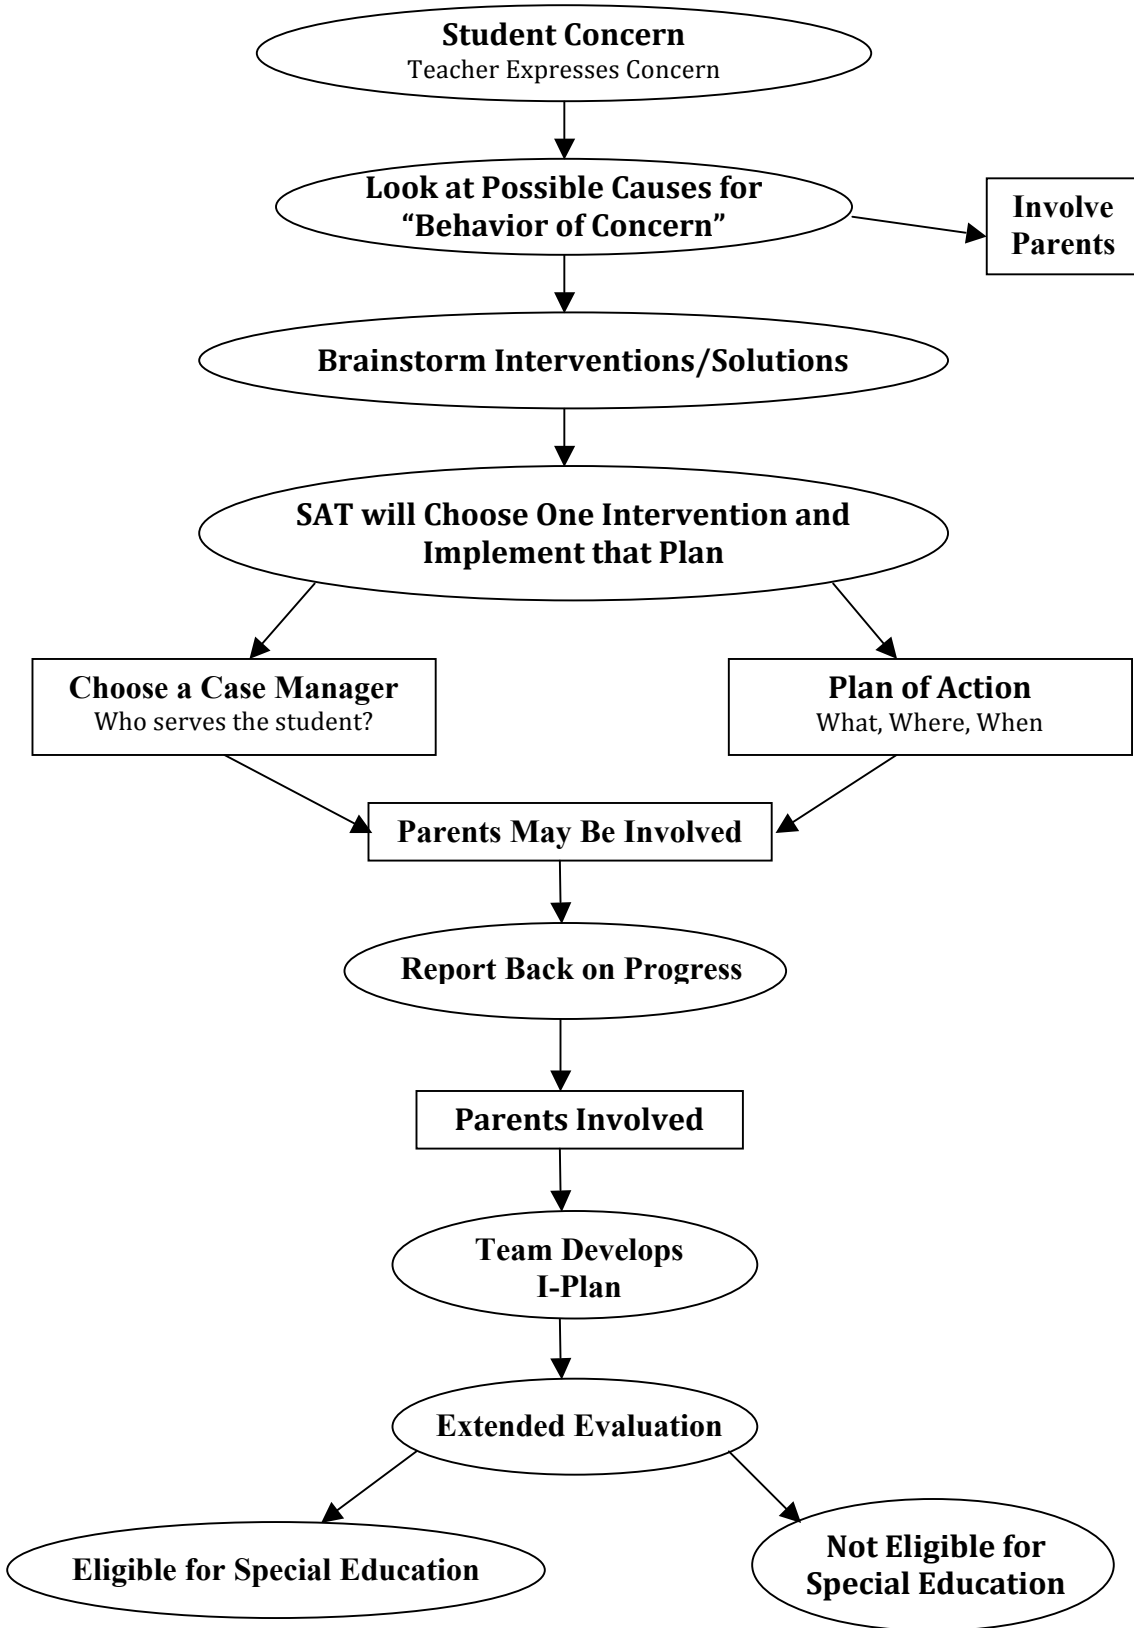 Student Concern
Teacher Expresses Concern
Look at Possible Causes for
“Behavior of Concern”
Involve
Parents
Brainstorm Interventions/Solutions
SAT will Choose One Intervention and
Implement that Plan
Choose a Case Manager
Who serves the student?
Plan of Action
What, Where, When
Parents May Be Involved
Report Back on Progress
Parents Involved
Team Develops
I-Plan
Extended Evaluation
Eligible for Special Education
Not Eligible for
Special Education